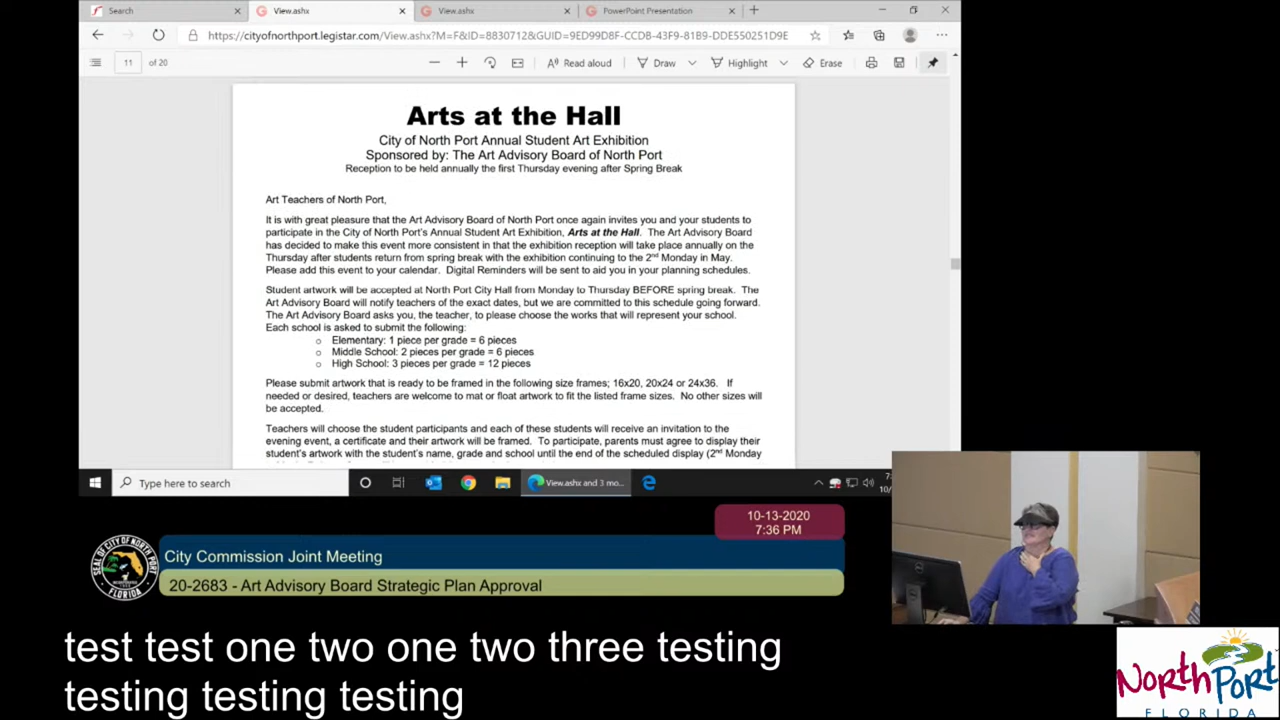 Search
View.ashx
View.ashx
PowerPoint Presentation
https://cityofnorthport.legistar.com/View.ashx?M=F&ID=8830712&GUID=9ED99D8F-CCDB-43F9-81B9-DDE550251D9E
11 of 20
Read aloud
Draw
Highlight
Erase
Arts at the Hall
City of North Port Annual Student Art Exhibition
Sponsored by: The Art Advisory Board of North Port
Reception to be held annually the first Thursday evening after Spring Break
Art Teachers of North Port,
It is with great pleasure that the Art Advisory Board of North Port once again invites you and your students to
participate in the City of North Port's Annual Student Art Exhibition, Arts at the Hall. The Art Advisory Board
has decided to make this event more consistent in that the exhibition reception will take place annually on the
Thursday after students return from spring break with the exhibition continuing to the 2nd Monday in May.
Please add this event to your calendar. Digital Reminders will be sent to aid you in your planning schedules.
Student artwork will be accepted at North Port City Hall from Monday to Thursday BEFORE spring break. The
Art Advisory Board will notify teachers of the exact dates, but we are committed to this schedule going forward.
The Art Advisory Board asks you, the teacher, to please choose the works that will represent your school.
Each school is asked to submit the following:
o Elementary: 1 piece per grade = 6 pieces
o Middle School: 2 pieces per grade = 6 pieces
o High School: 3 pieces per grade = 12 pieces
Please submit artwork that is ready to be framed in the following size frames; 16x20, 20x24 or 24x36. If
needed or desired, teachers are welcome to mat or float artwork to fit the listed frame sizes. No other sizes will
be accepted.
Teachers will choose the student participants and each of these students will receive an invitation to the
evening event, a certificate and their artwork will be framed. To participate, parents must agree to display their
student's artwork with the student's name, grade and school until the end of the scheduled display (2nd Monday
Type here to search
View.ashx and 3 mo...
10-13-2020
7:36 PM
City Commission Joint Meeting
20-2683 - Art Advisory Board Strategic Plan Approval
SEAL OF CITY OF NORTH PORT
FLORIDA
test test one two one two three testing
testing testing testing
North Port
FLORIDA